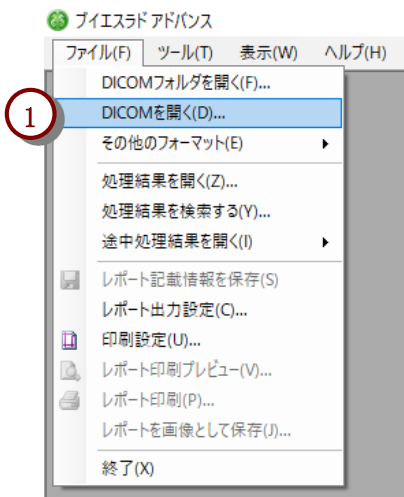 ブイエスラド アドバンス
ファイル(F) ツール(T) 表示(W) ヘルプ(H)
DICOMフォルダを開く(F)...
1
DICOMを開く(D)...
その他のフォーマット(E)
処理結果を開く(Z)...
処理結果を検索する(Y)...
途中処理結果を開く(I)
レポート記載情報を保存(S)
レポート出力設定(C)...
印刷設定(U)...
レポート印刷プレビュー(V)...
レポート印刷(P)...
レポートを画像として保存(J)...
終了(X)